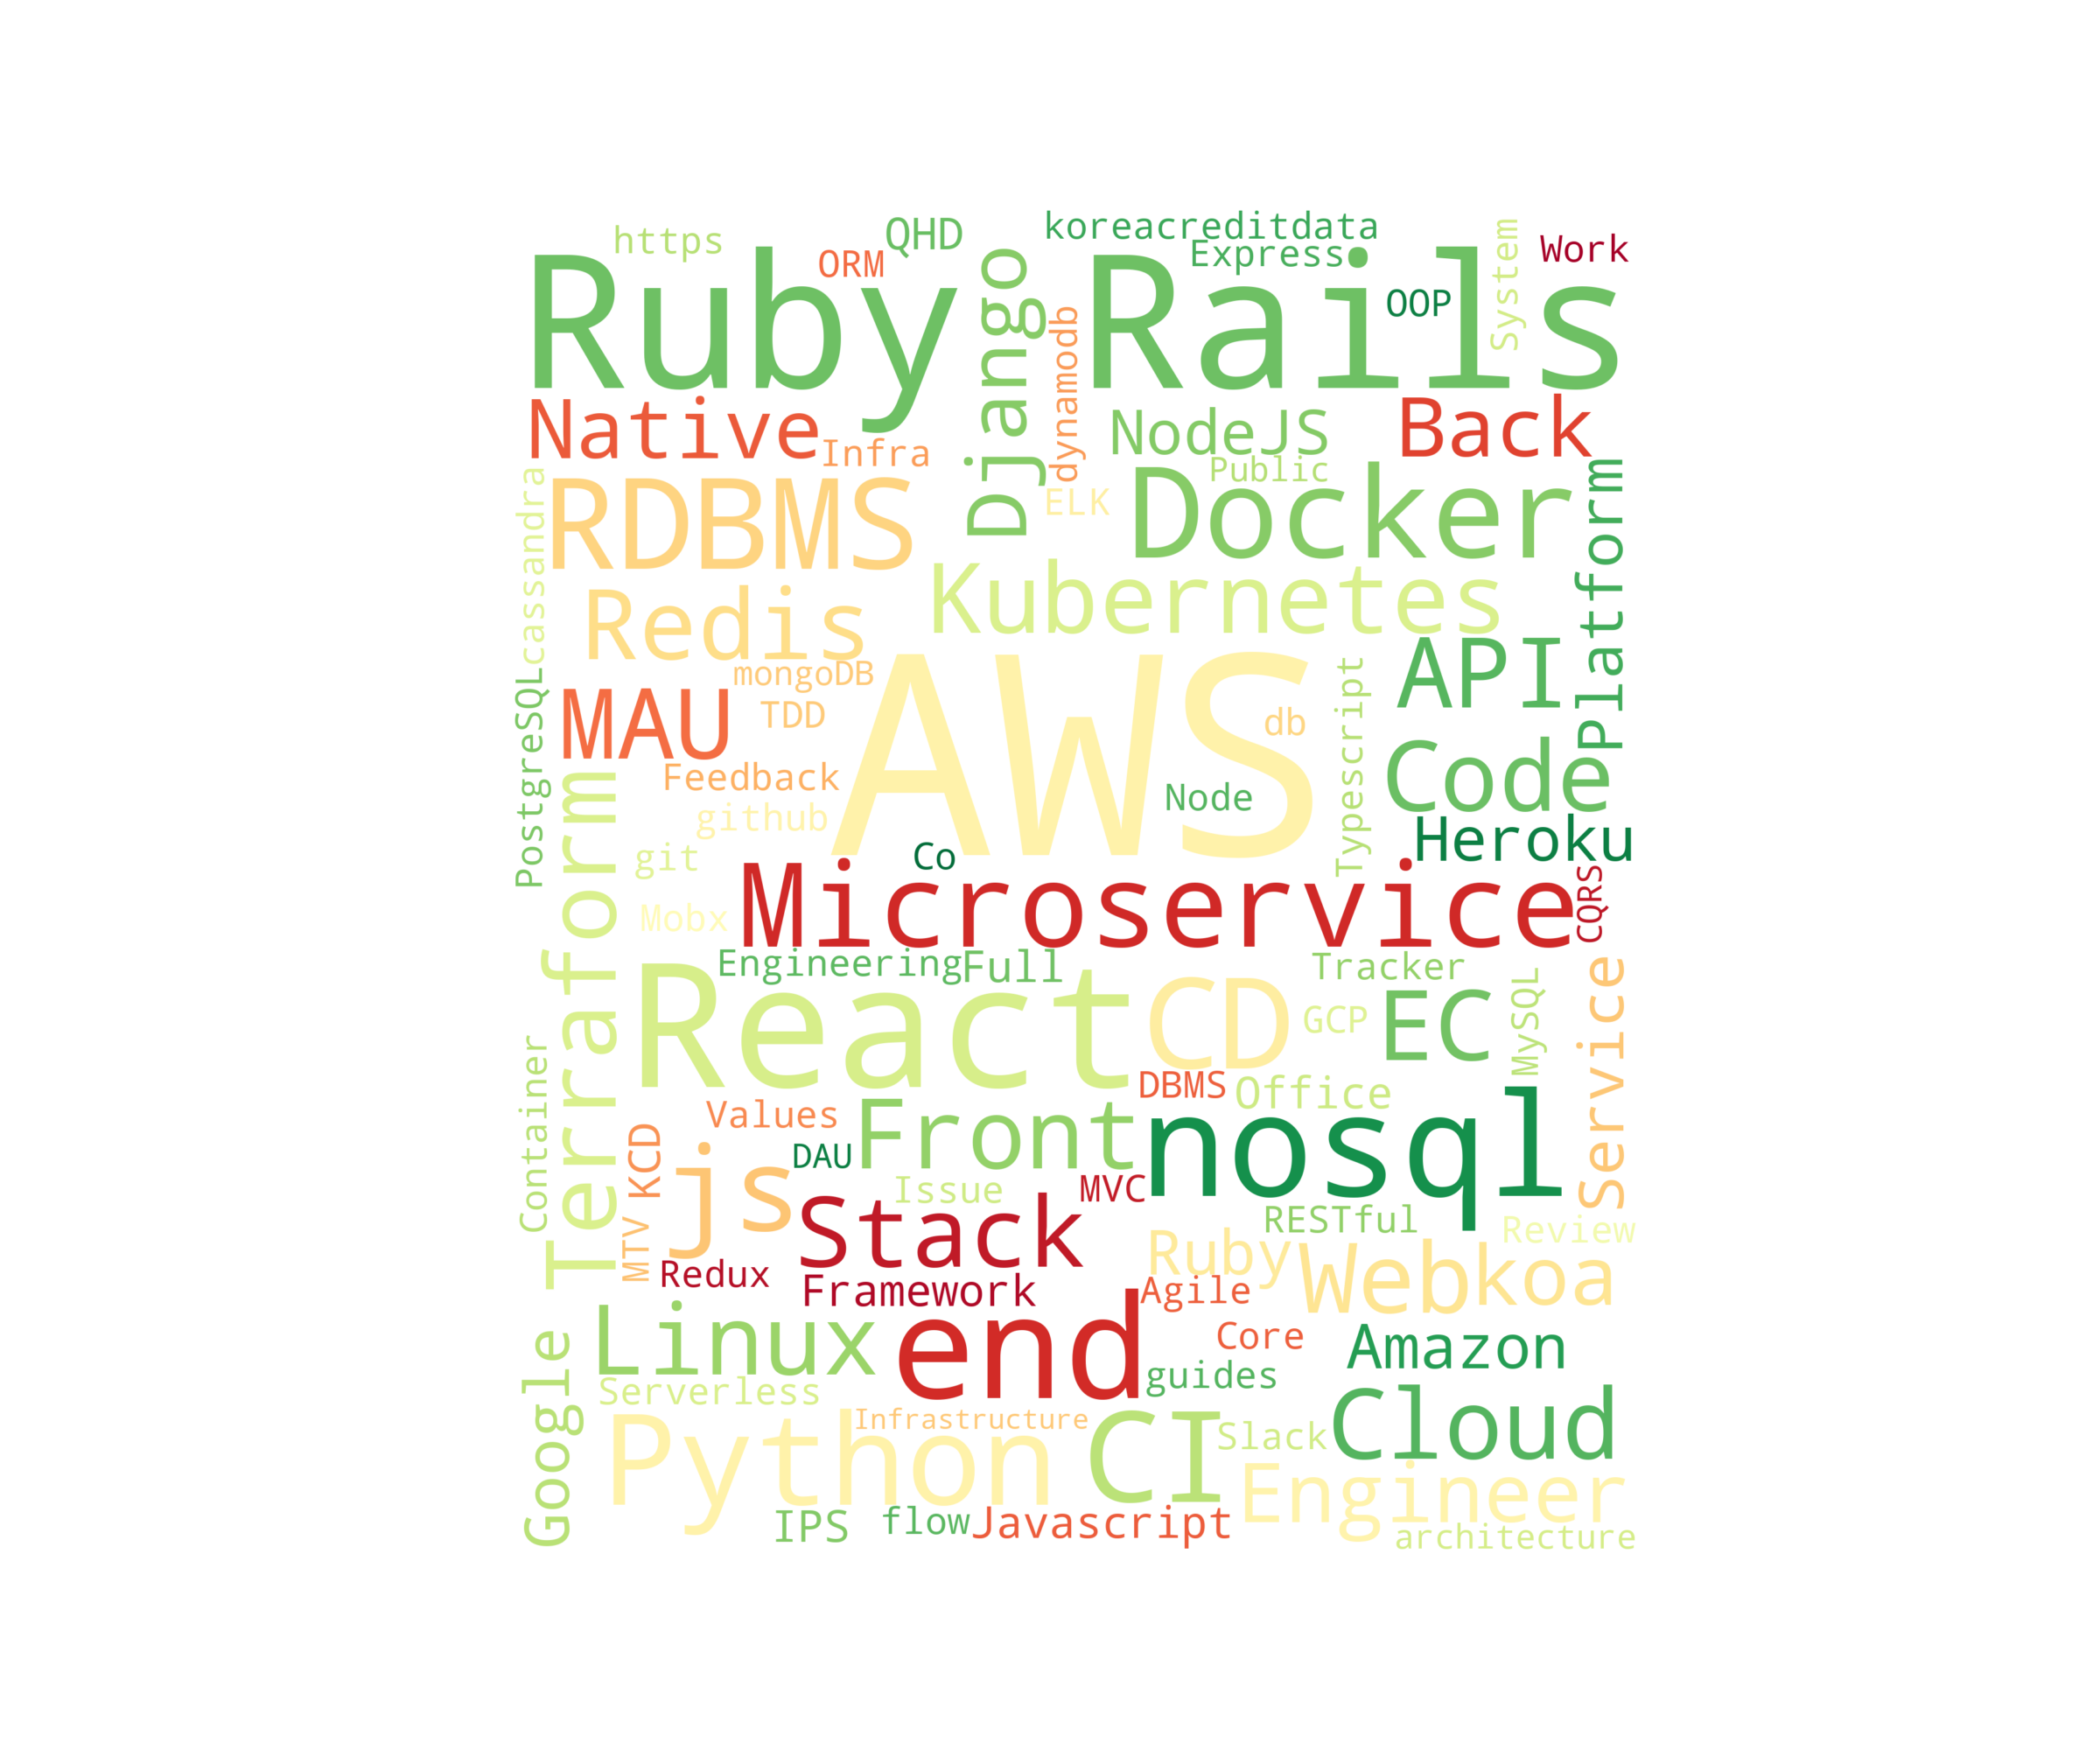 https
ORM
QHD
koreacreditdata
Express
System
Work
Ruby
Django
Rails
OOP
dynamodb
Native
Infra
NodeJS
Back
Public
cassandra
RDBMS
ELK
Docker
Platform
Kubernetes
Redis
mongoDB
AWS
API
PostgreSQL
MAU
TDD
db
Typescript
Code
Feedback
Node
github
Heroku
git
Co
Microservice
CQRS
Terraform
Mobx
Engineering
Full
Tracker
React
CD
GCP
EC
MySQL
Service
Container
DBMS
Office
Values
Front
nosql
KCD
js
DAU
Issue
MVC
Stack
RESTful
Review
MTV
Redux
Framework
Ruby
Web
koa
Agile
Linux
end
Core
Amazon
guides
Google
Serverless
Infrastructure
Python
CI
Slack
Cloud
Engineer
IPS
flow
Javascript
architecture